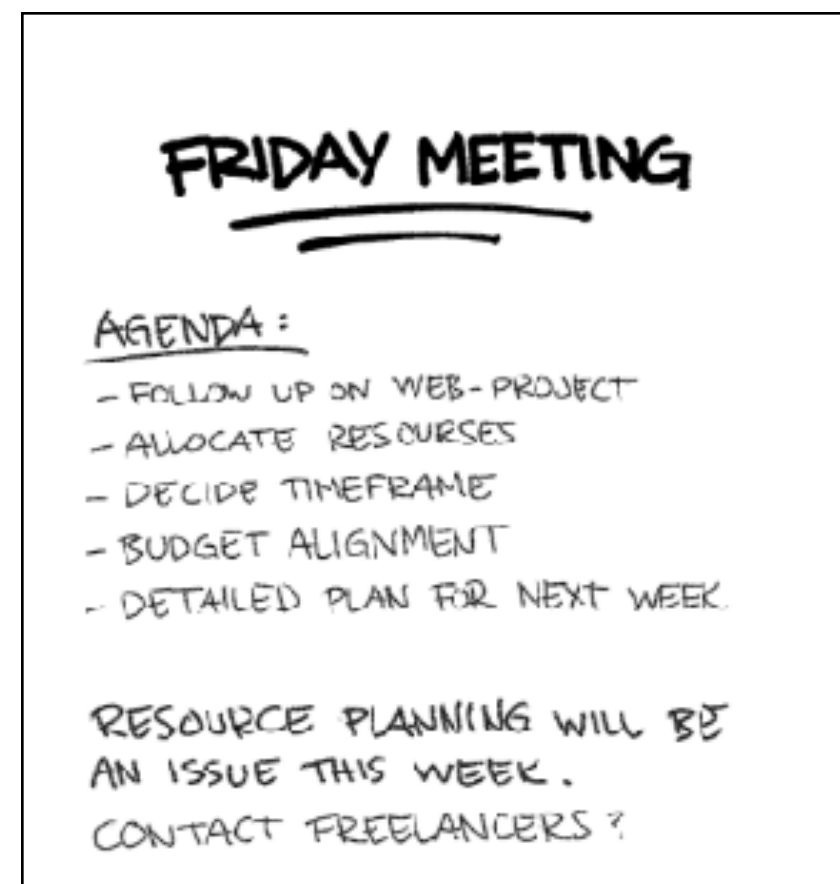 FRIDAY MEETING
AGENDA:
- FOLLOW UP ON WEB-PROJECT
- ALLOCATE RESOURSES
- DECIDE TIMEFRAME
- BUDGET ALIGNMENT
- DETAILED PLAN FOR NEXT WEEK
RESOURCE PLANNING WILL BE
AN ISSUE THIS WEEK.
CONTACT FREELANCERS?